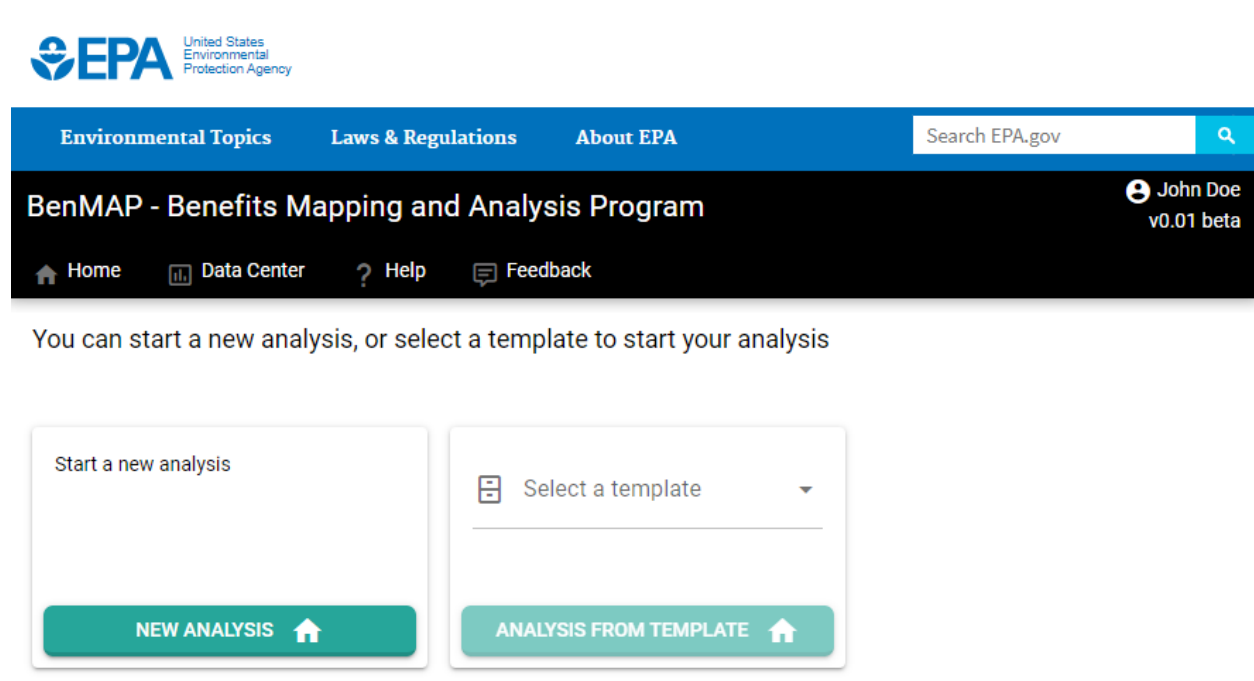 EPA
United States
Environmental
Protection Agency
Environmental Topics Laws & Regulations About EPA Search EPA.gov
BenMAP - Benefits Mapping and Analysis Program
John Doe
v0.01 beta
Home Data Center ? Help Feedback
You can start a new analysis, or select a template to start your analysis
Start a new analysis
Select a template
NEW ANALYSIS
ANALYSIS FROM TEMPLATE